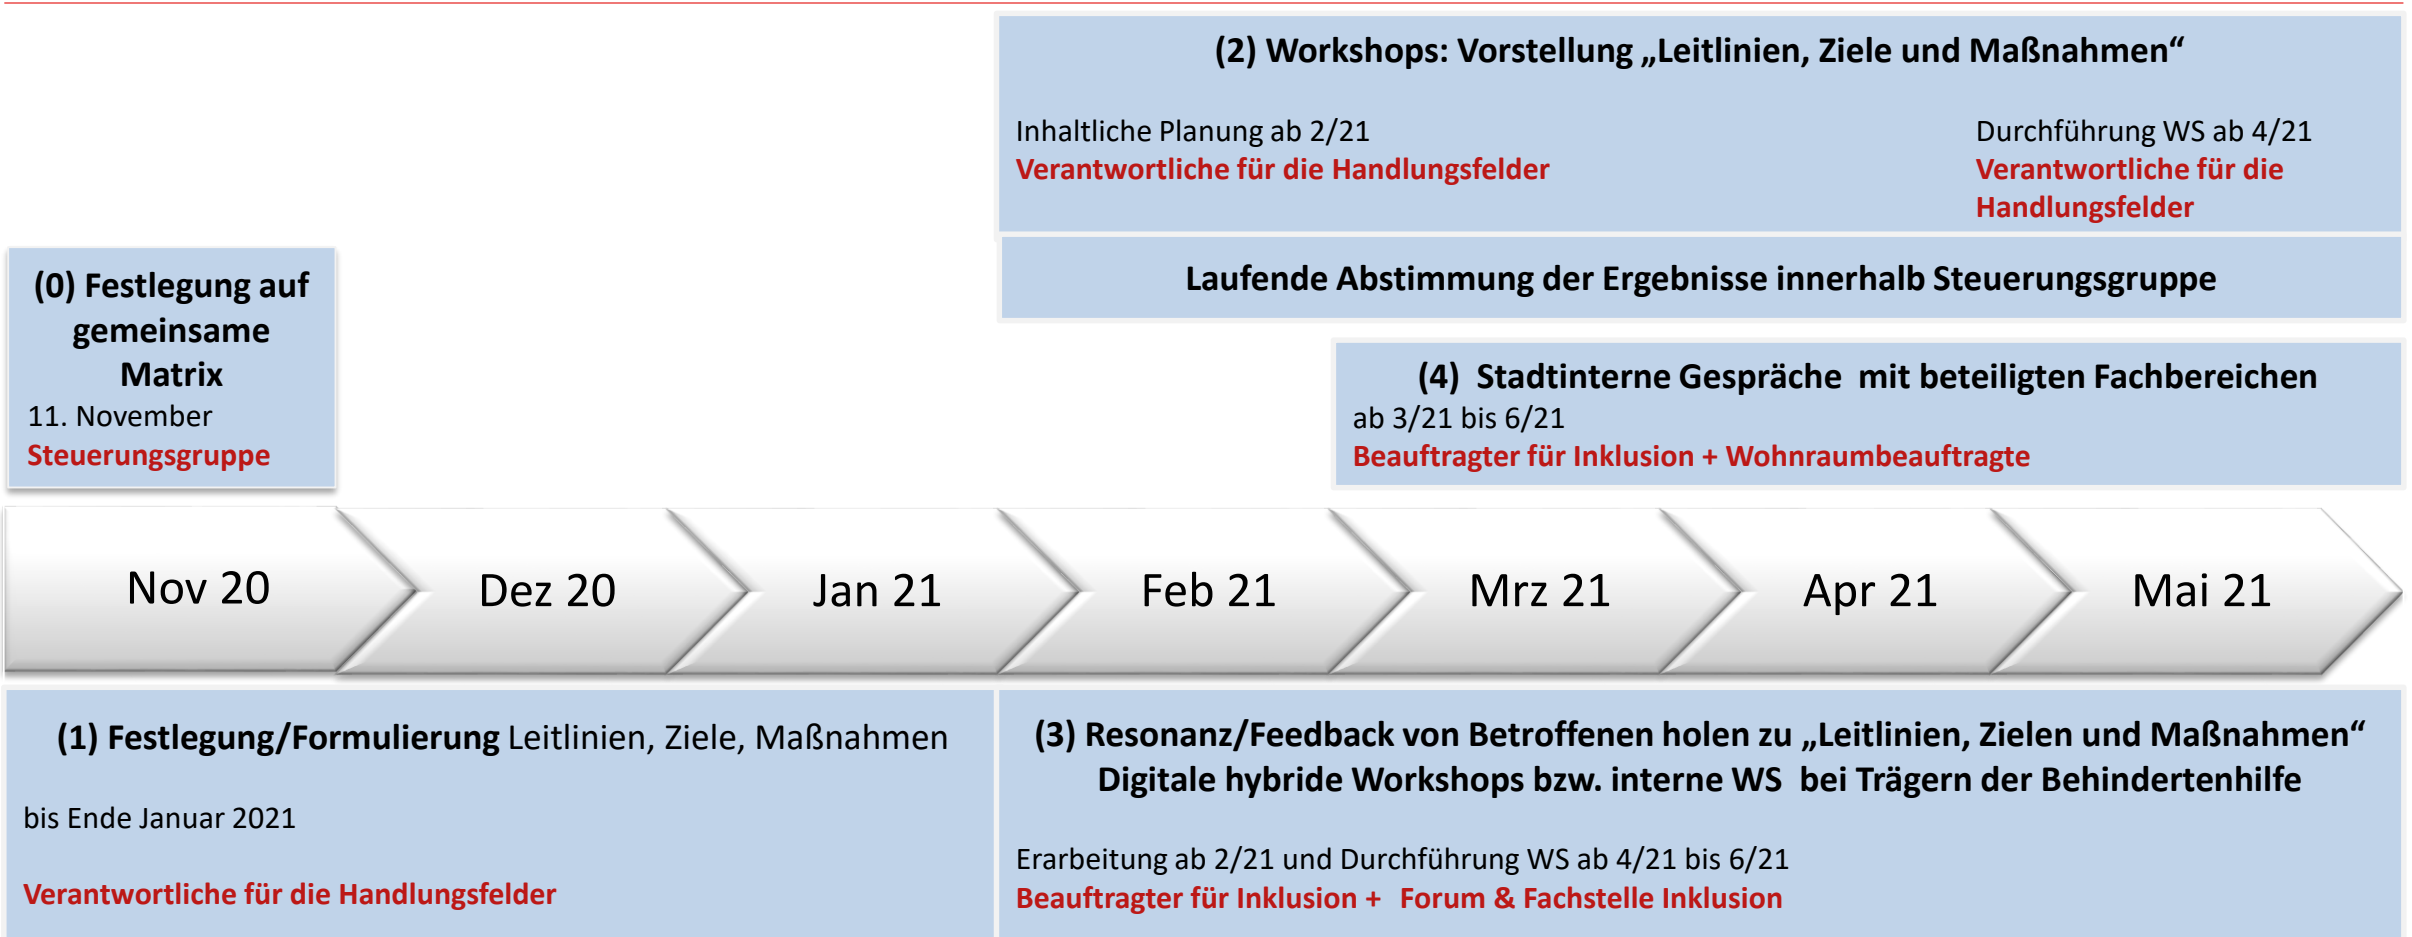 (2) Workshops: Vorstellung „Leitlinien, Ziele und Maßnahmen“
Inhaltliche Planung ab 2/21
Verantwortliche für die Handlungsfelder
Durchführung WS ab 4/21
Verantwortliche für die
Handlungsfelder
Laufende Abstimmung der Ergebnisse innerhalb Steuerungsgruppe
(0) Festlegung auf
gemeinsame
Matrix
11. November
Steuerungsgruppe
(4) Stadtinterne Gespräche mit beteiligten Fachbereichen
ab 3/21 bis 6/21
Beauftragter für Inklusion + Wohnraumbeauftragte
Nov 20
Dez 20
Jan 21
Feb 21
Mrz 21
Apr 21
Mai 21
(1) Festlegung/Formulierung Leitlinien, Ziele, Maßnahmen
bis Ende Januar 2021
Verantwortliche für die Handlungsfelder
(3) Resonanz/Feedback von Betroffenen holen zu „Leitlinien, Zielen und Maßnahmen“
Digitale hybride Workshops bzw. interne WS bei Trägern der Behindertenhilfe
Erarbeitung ab 2/21 und Durchführung WS ab 4/21 bis 6/21
Beauftragter für Inklusion + Forum & Fachstelle Inklusion